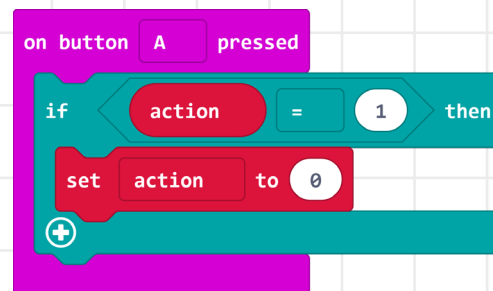 on button A pressed
if action = 1 then
set action to 0